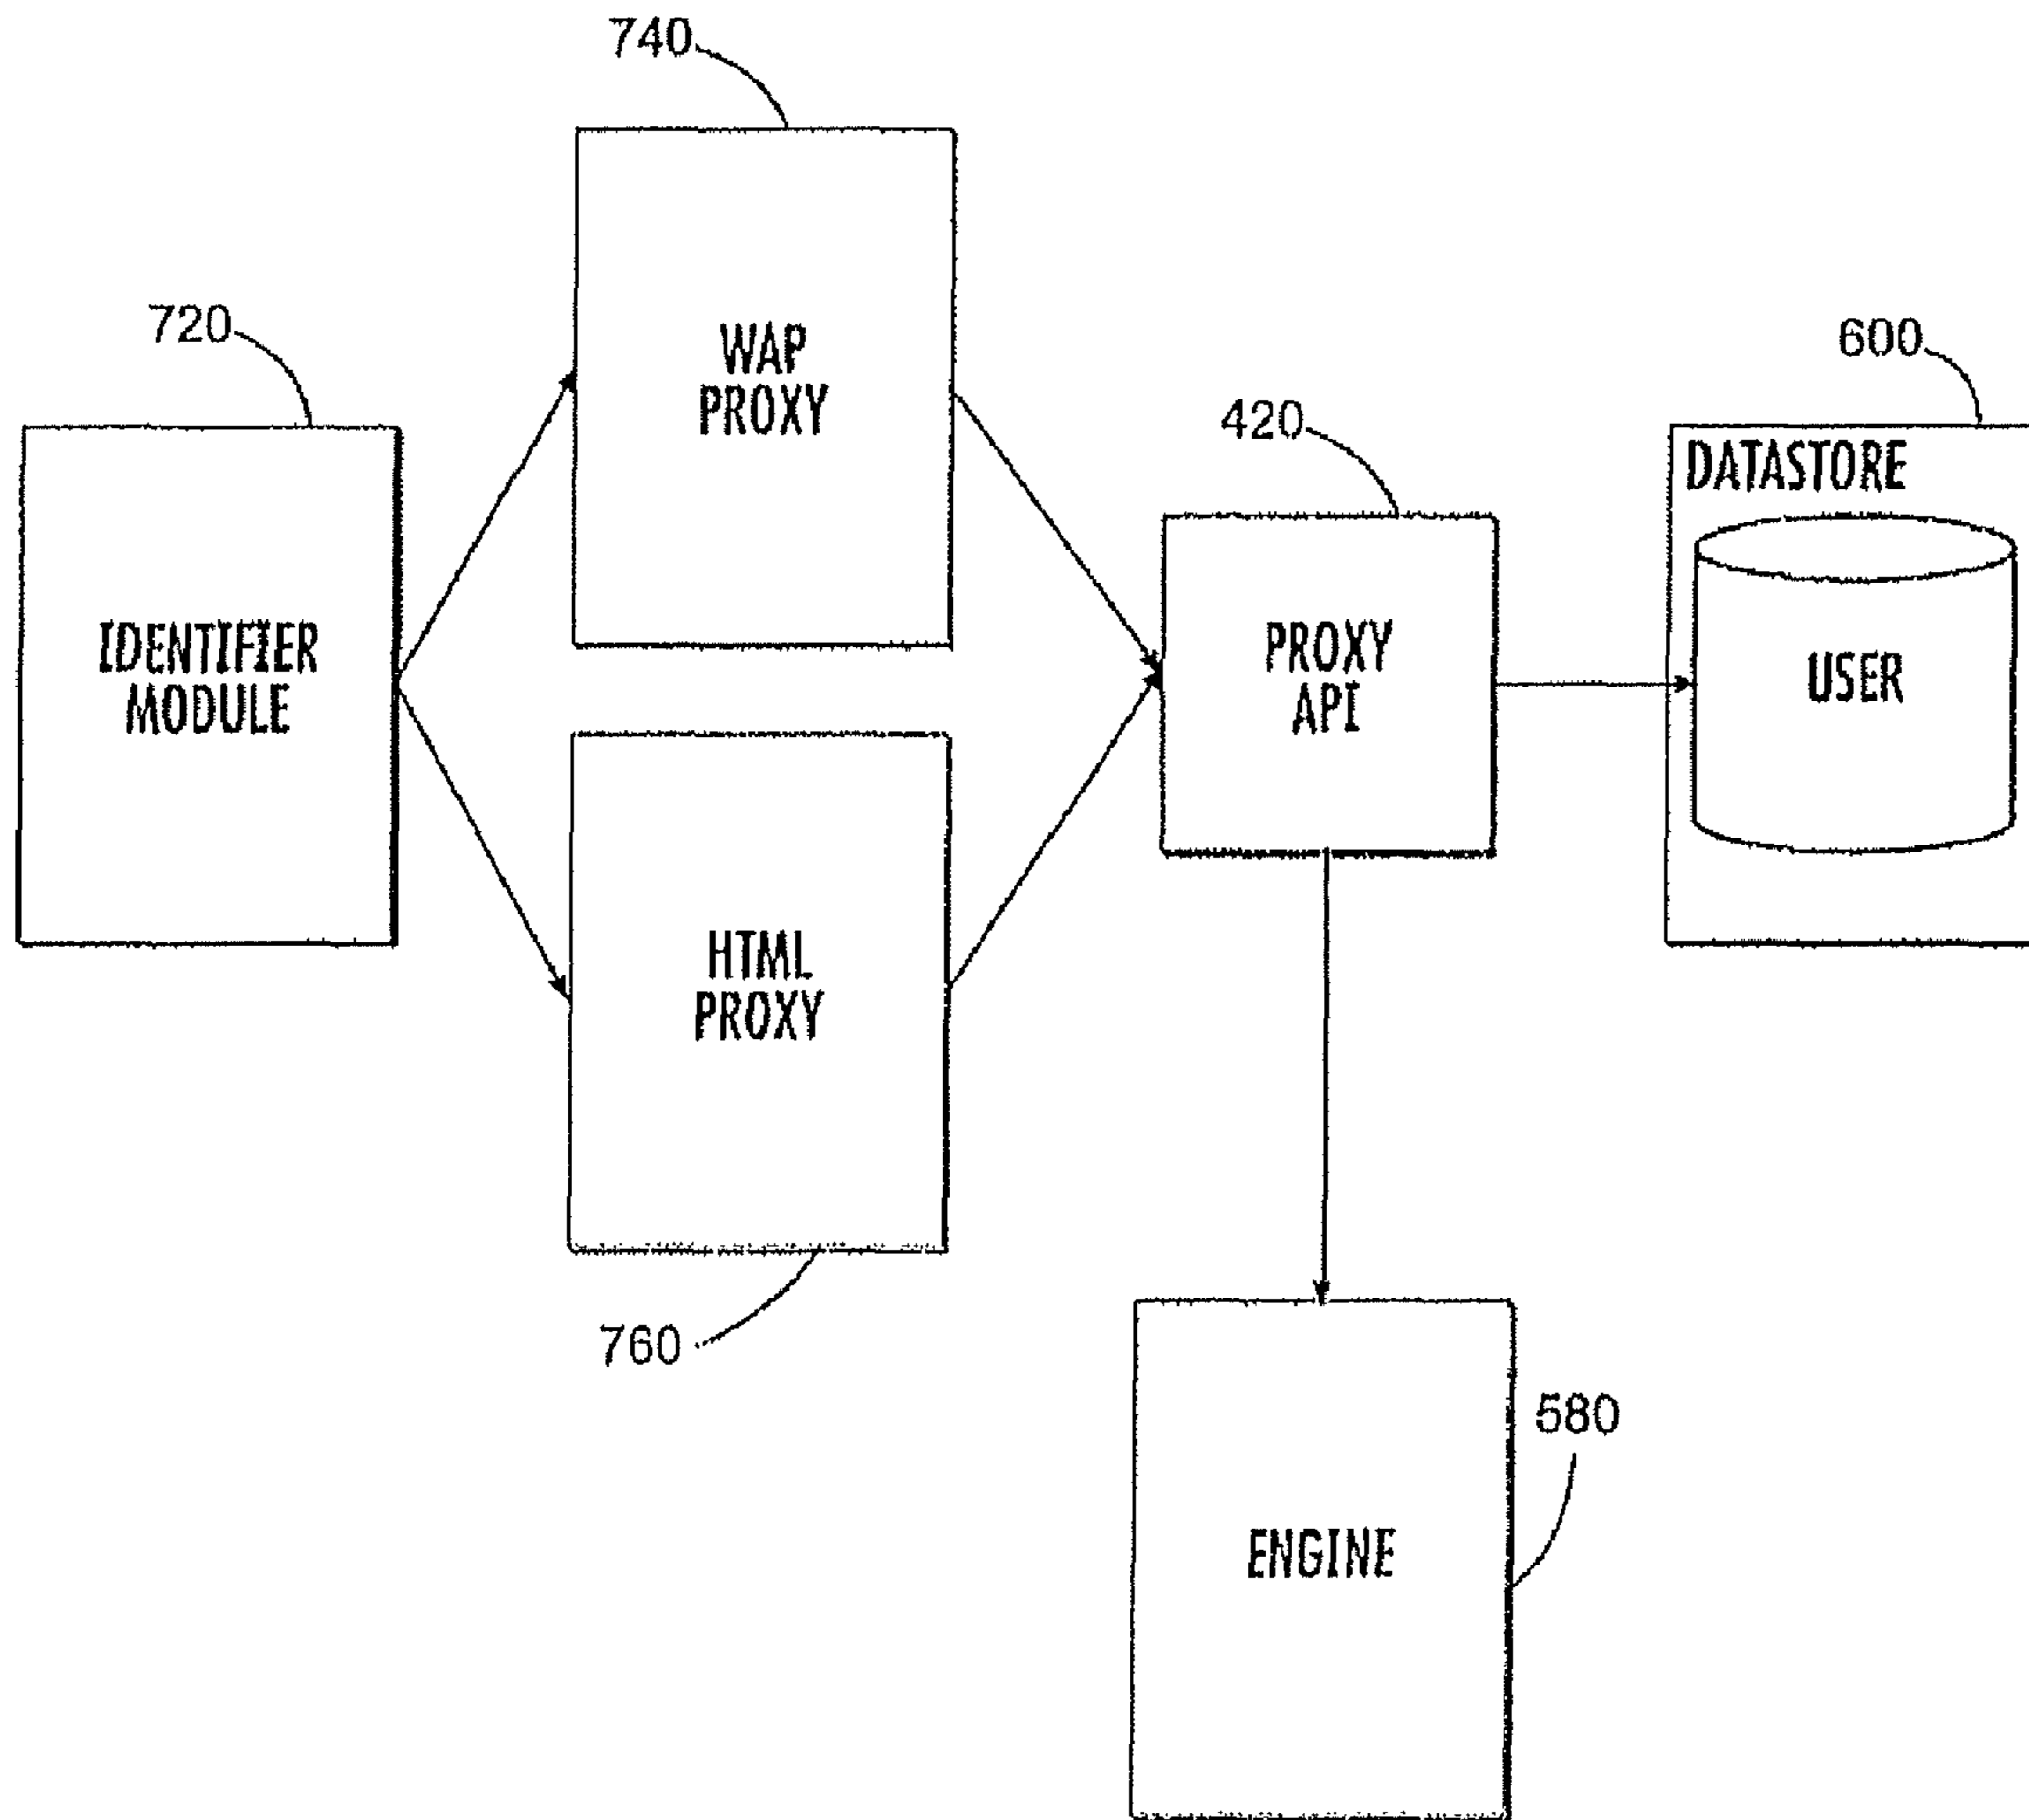 740
720
WAP
PROXY
600
420
DATASTORE
IDENTIFIER
MODULE
PROXY
API
USER
HTML
PROXY
760
580
ENGINE